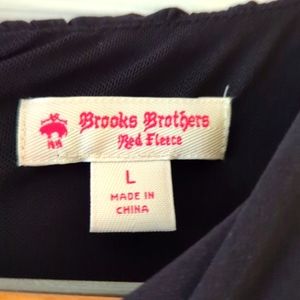 Brooks Brothers
Red Fleece
L
MADE IN
CHINA